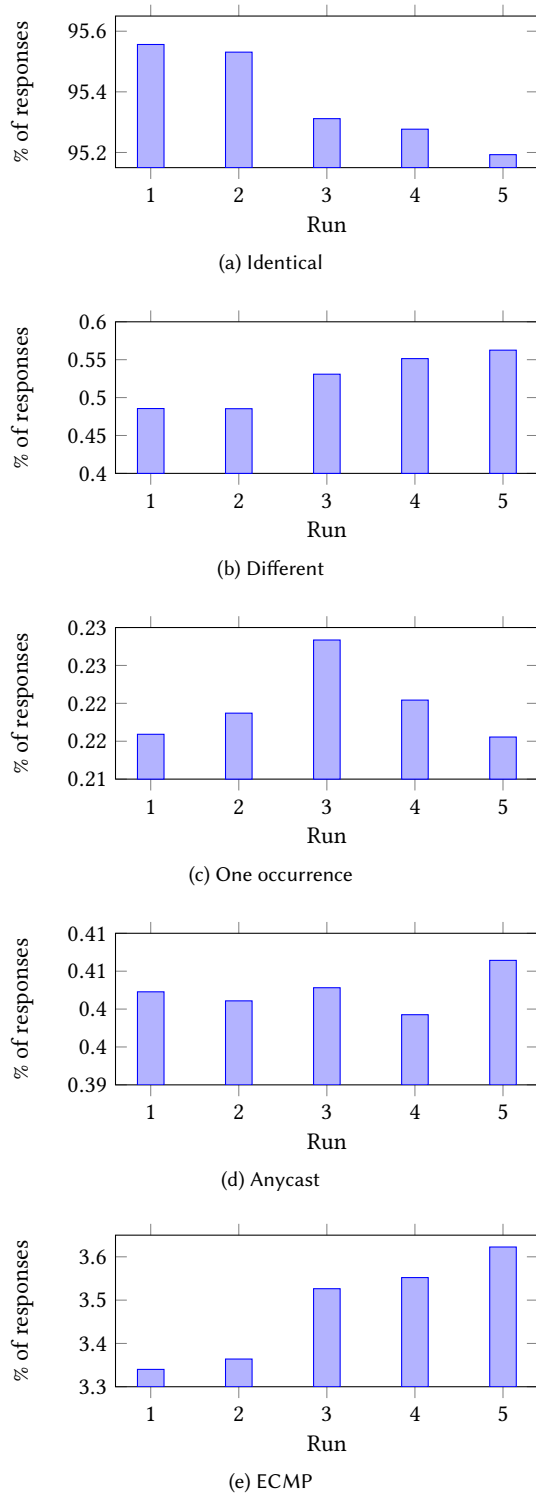 % of responses
95.6
95.4
95.2
1 2 3 4 5
Run
(a) Identical
% of responses
0.6
0.55
0.5
0.45
0.4
1 2 3 4 5
Run
(b) Different
% of responses
0.23
0.23
0.22
0.22
0.21
1 2 3 4 5
Run
(c) One occurrence
% of responses
0.41
0.41
0.4
0.4
0.39
1 2 3 4 5
Run
(d) Anycast
% of responses
3.6
3.5
3.4
3.3
1 2 3 4 5
Run
(e) ECMP